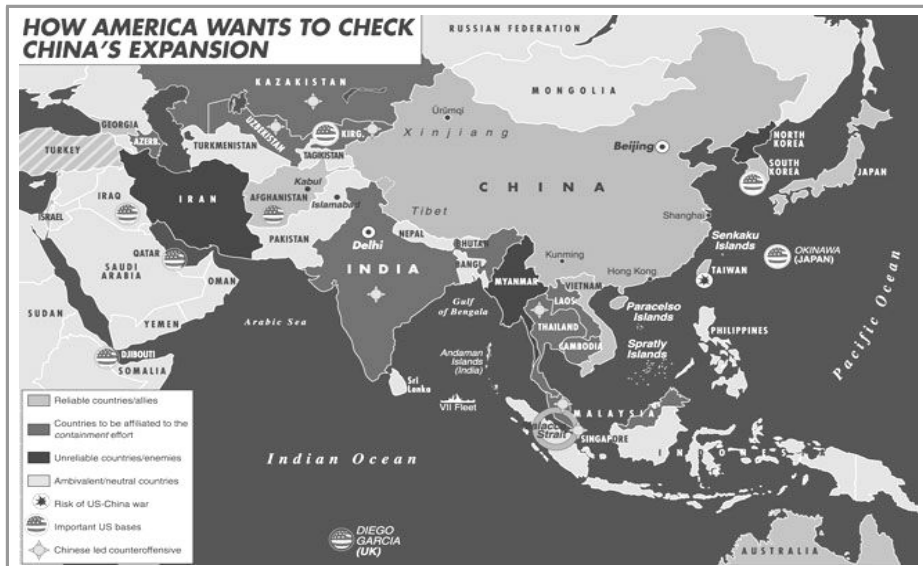 HOW AMERICA WANTS TO CHECK
CHINA'S EXPANSION
RUSSIAN FEDERATION
KAZAKISTAN
MONGOLIA
Ürümqi
Xinjiang
GEORGIA
AZERB.
TURKEY
UZBEKISTAN
TURKMENISTAN
KIRG.
TAGIKISTAN
Beijing
NORTH
KOREA
SOUTH
KOREA
JAPAN
IRAQ
ISRAEL
IRAN
Kabul
AFGHANISTAN
Islamabad
CHINA
Tibet
Shanghai
PAKISTAN
Delhi
NEPAL
BHUTAN
Senkaku
Islands
OKINAWA
(JAPAN)
QATAR
SAUDI
ARABIA
OMAN
INDIA
BANGL.
MYANMAR
Kunming
Hong Kong
TAIWAN
VIETNAM
LAOS
SUDAN
YEMEN
Arabic Sea
Gulf
of Bengala
THAILAND
CAMBODIA
Paracelso
Islands
PHILIPPINES
Spratly
Islands
Pacific Ocean
DJIBOUTI
SOMALIA
Andaman
Islands
(India)
Sri
Lanka
VII Fleet
MALAYSIA
Malacca
Strait
SINGAPORE
INDONESIA
Indian Ocean
DIEGO
GARCIA
(UK)
AUSTRALIA
Reliable countries/allies
Countries to be affiliated to the
containment effort
Unreliable countries/enemies
Ambivalent/neutral countries
Risk of US-China war
Important US bases
Chinese led counteroffensive